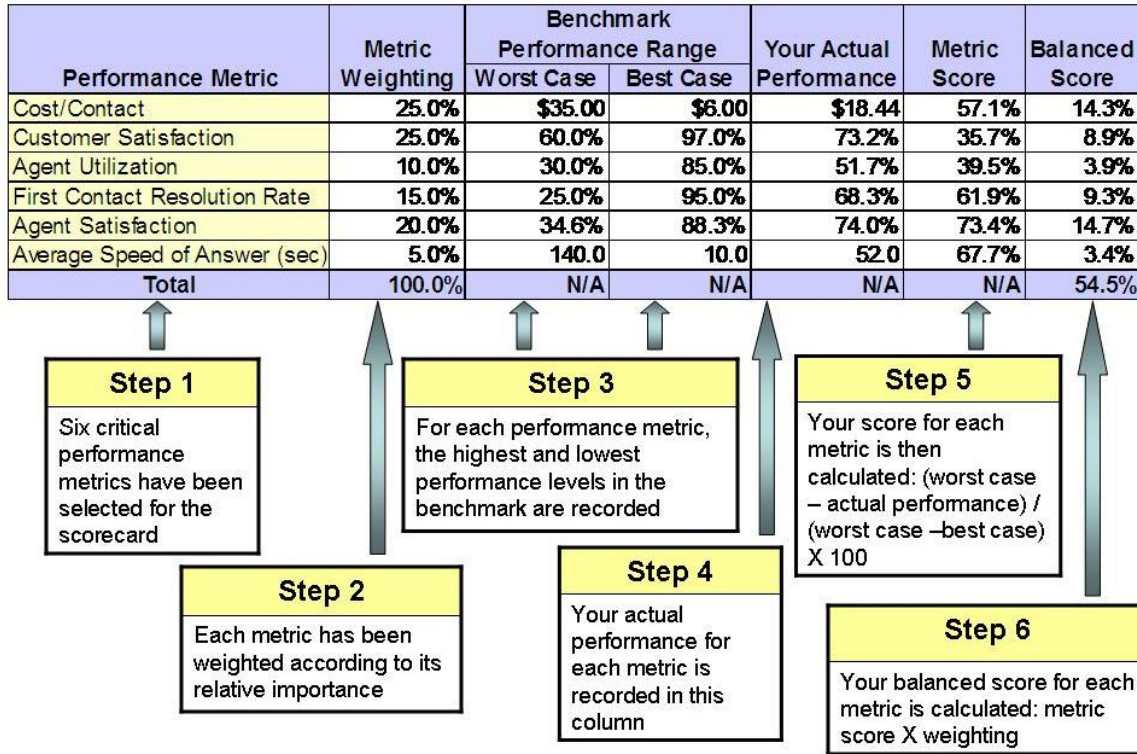 Performance Metric Metric Weighting Benchmark Performance Range Worst Case Best Case Your Actual Performance Metric Score Balanced Score
Cost/Contact 25.0% $35.00 $6.00 $18.44 57.1% 14.3%
Customer Satisfaction 25.0% 60.0% 97.0% 73.2% 35.7% 8.9%
Agent Utilization 10.0% 30.0% 85.0% 51.7% 39.5% 3.9%
First Contact Resolution Rate 15.0% 25.0% 95.0% 68.3% 61.9% 9.3%
Agent Satisfaction 20.0% 34.6% 88.3% 74.0% 73.4% 14.7%
Average Speed of Answer (sec) 5.0% 140.0 10.0 52.0 67.7% 3.4%
Total 100.0% N/A N/A N/A N/A 54.5%
Step 1
Six critical
performance
metrics have been
selected for the
scorecard
Step 2
Each metric has been
weighted according to its
relative importance
Step 3
For each performance metric,
the highest and lowest
performance levels in the
benchmark are recorded
Step 4
Your actual
performance for
each metric is
recorded in this
column
Step 5
Your score for each
metric is then
calculated: (worst case
– actual performance) /
(worst case –best case)
X 100
Step 6
Your balanced score for each
metric is calculated: metric
score X weighting